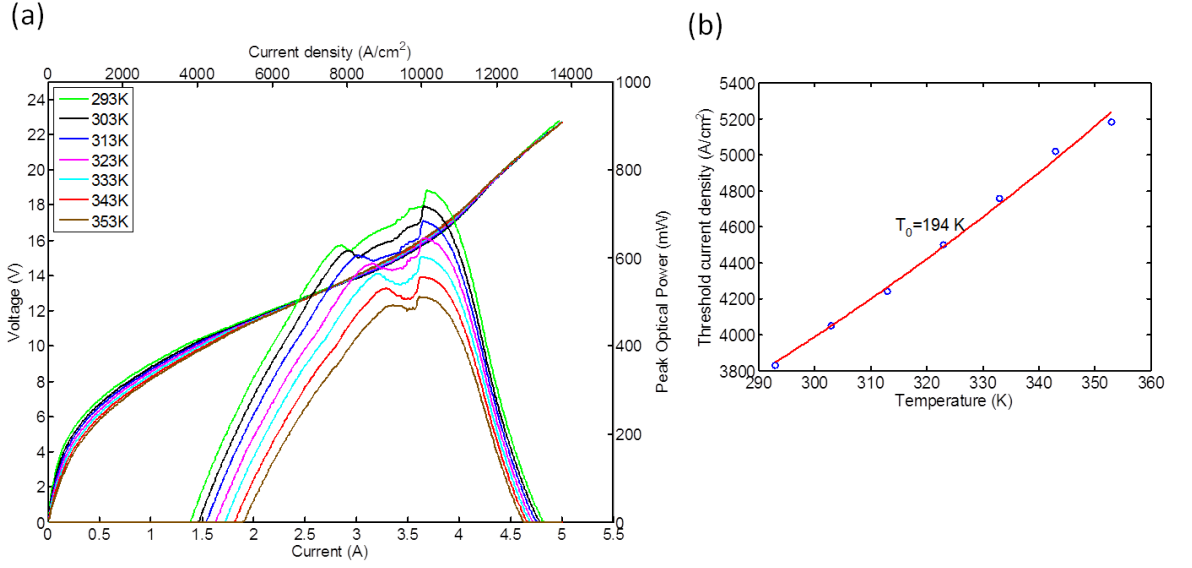 (a)
Current density (A/cm²)
0 2000 4000 6000 8000 10000 12000 14000
24
22
20
18
16
14
12
10
8
6
4
2
0
Voltage (V)
293K
303K
313K
323K
333K
343K
353K
1000
800
600
400
200
0
Peak Optical Power (mW)
0 0.5 1 1.5 2 2.5 3 3.5 4 4.5 5 5.5
Current (A)
(b)
5400
5200
5000
4800
4600
4400
4200
4000
3800
Threshold current density (A/cm²)
T₀=194 K
290 300 310 320 330 340 350 360
Temperature (K)